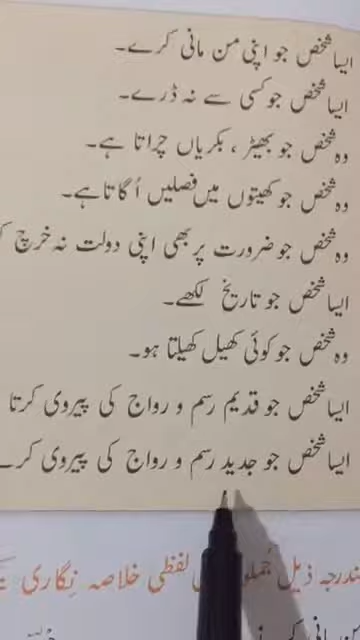 ایسا شخص جو اپنی من مانی کرے۔
ایسا شخص جو کسی سے نہ ڈرے۔
وہ شخص جو بھیڑ، بکریاں چراتا ہے۔
وہ شخص جو کھیتوں میں فصلیں اُگاتا ہے۔
وہ شخص جو ضرورت پر بھی اپنی دولت نہ خرچ
ایسا شخص جو تاریخ لکھے۔
وہ شخص جو کوئی کھیل کھیلتا ہو۔
ایسا شخص جو قدیم رسم و رواج کی پیروی کرتا
ایسا شخص جو جدید رسم و رواج کی پیروی کرے
مندرجہ ذیل لفظی خلاصہ نِگاری